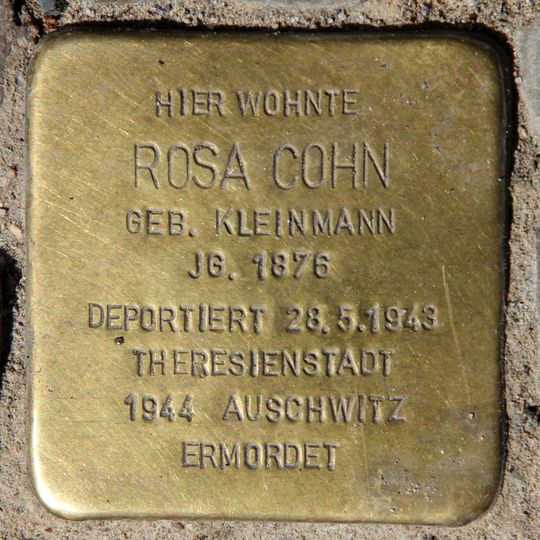 HIER WOHNTE
ROSA COHN
GEB. KLEINMANN
JG. 1876
DEPORTIERT 28.5.1943
THERESIENSTADT
1944 AUSCHWITZ
ERMORDET